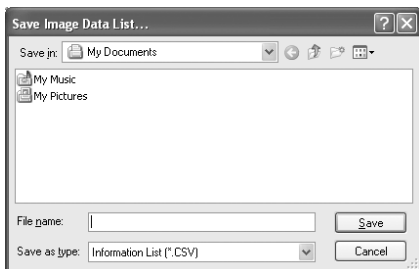 Save Image Data List...
Save in: My Documents
My Music
My Pictures
File name: Save
Save as type: Information List (*.CSV) Cancel